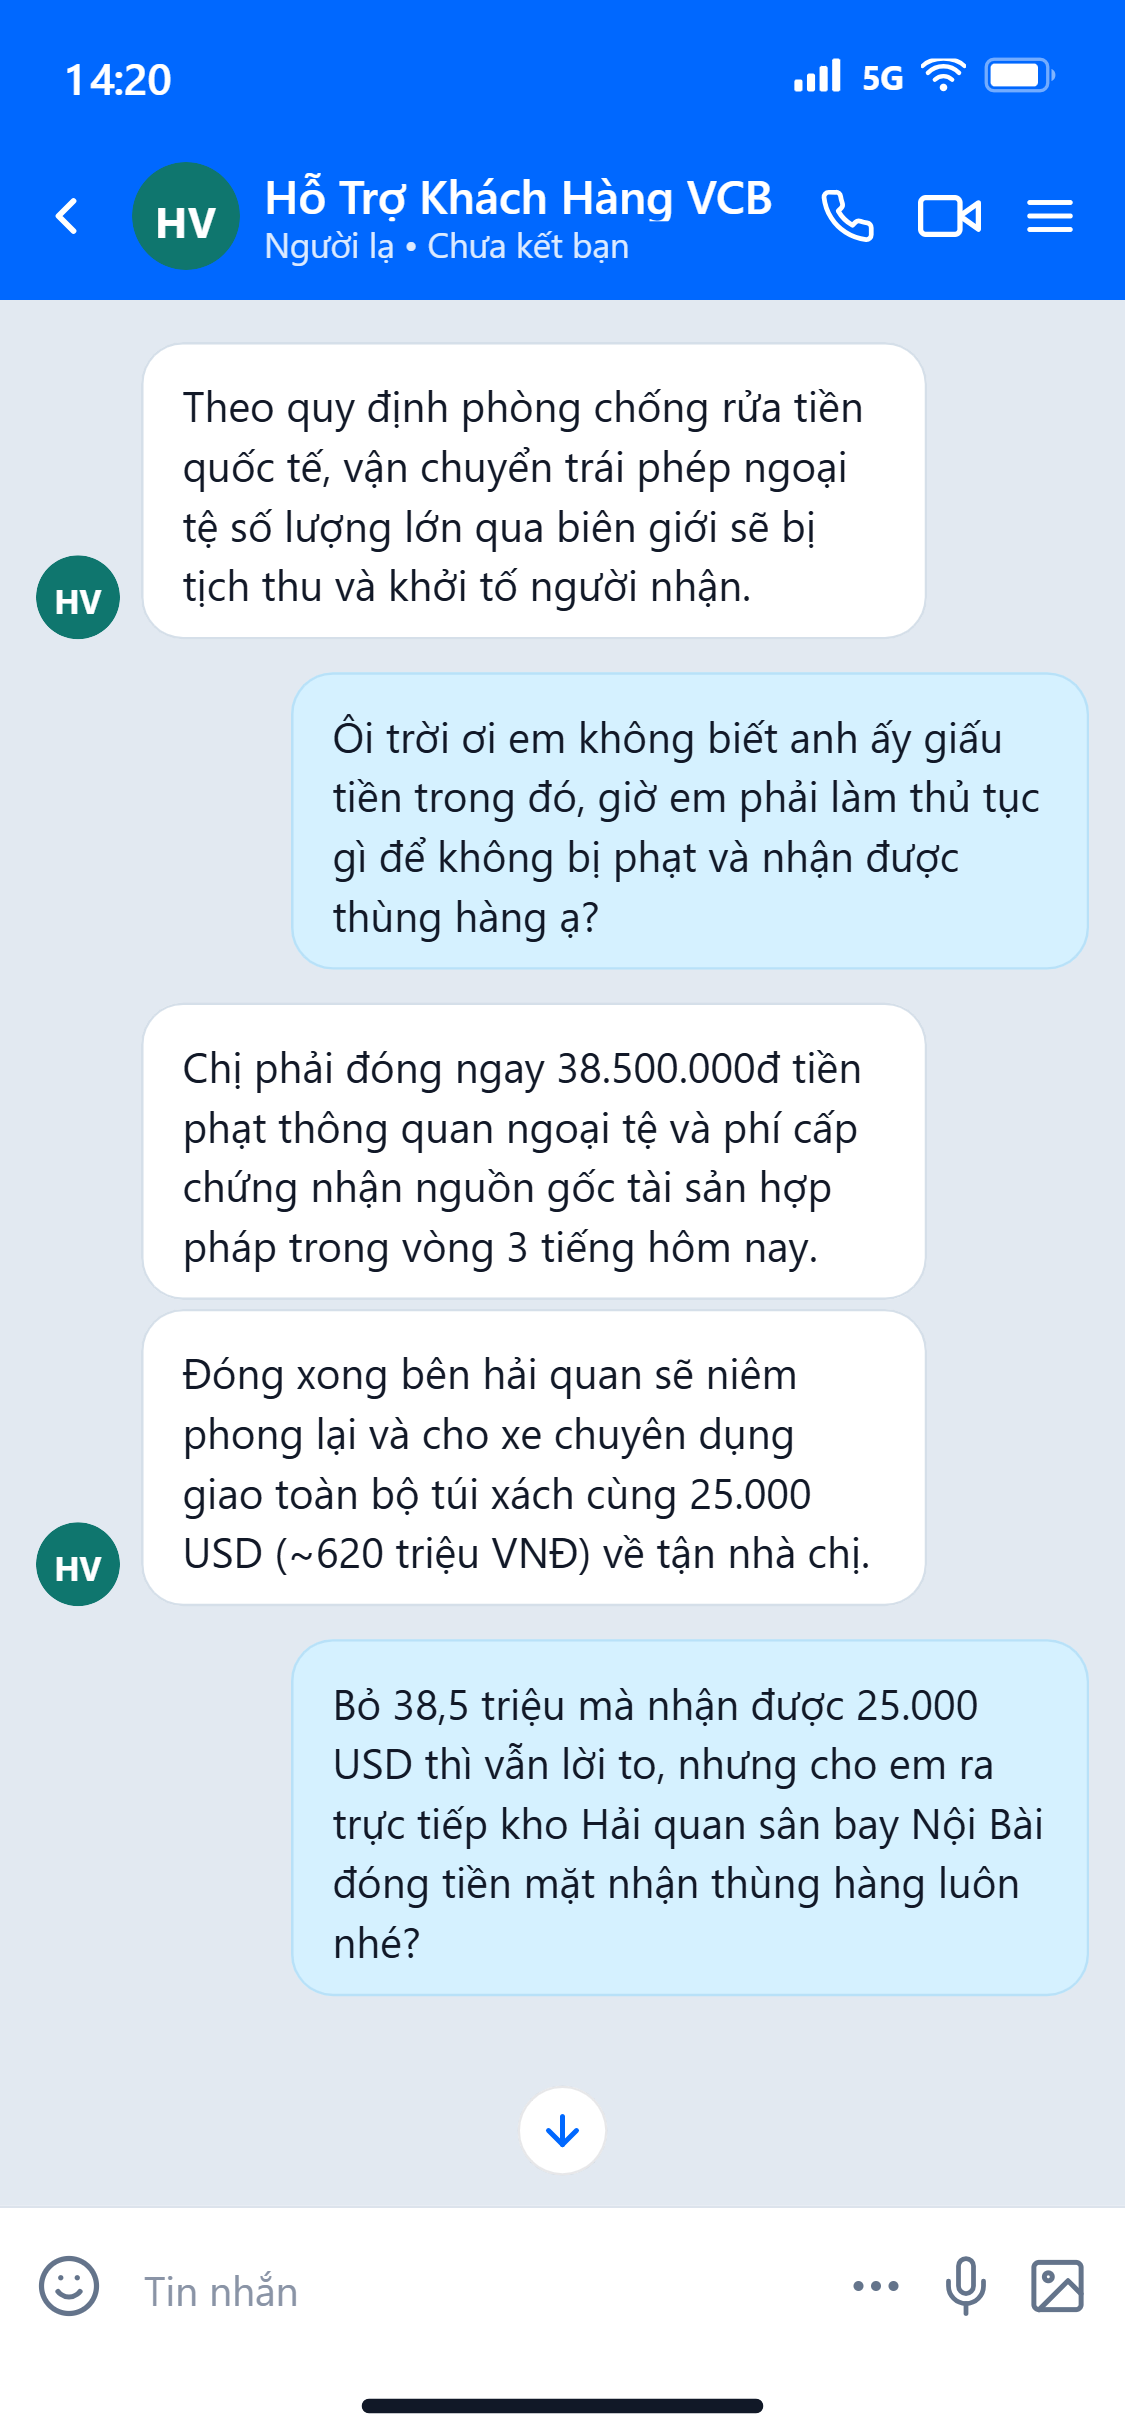 14:20
5G
HV
Hỗ Trợ Khách Hàng VCB
Người lạ • Chưa kết bạn
Theo quy định phòng chống rửa tiền
quốc tế, vận chuyển trái phép ngoại
tệ số lượng lớn qua biên giới sẽ bị
tịch thu và khởi tố người nhận.
HV
Ôi trời ơi em không biết anh ấy giấu
tiền trong đó, giờ em phải làm thủ tục
gì để không bị phạt và nhận được
thùng hàng ạ?
Chị phải đóng ngay 38.500.000đ tiền
phạt thông quan ngoại tệ và phí cấp
chứng nhận nguồn gốc tài sản hợp
pháp trong vòng 3 tiếng hôm nay.
Đóng xong bên hải quan sẽ niêm
phong lại và cho xe chuyên dụng
giao toàn bộ túi xách cùng 25.000
USD (~620 triệu VNĐ) về tận nhà chị.
HV
Bỏ 38,5 triệu mà nhận được 25.000
USD thì vẫn lời to, nhưng cho em ra
trực tiếp kho Hải quan sân bay Nội Bài
đóng tiền mặt nhận thùng hàng luôn
nhé?
Tin nhắn